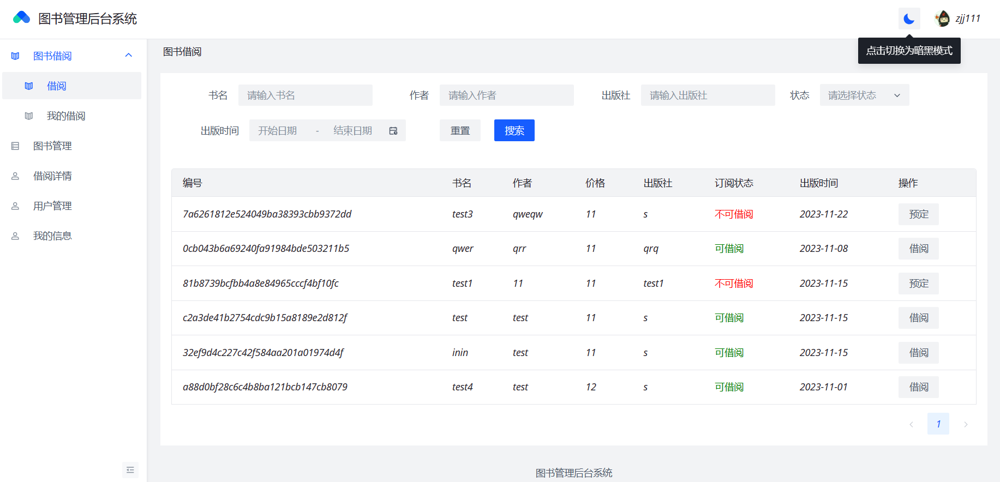 图书管理后台系统
zjj111
点击切换为暗黑模式
图书借阅
借阅
我的借阅
图书管理
借阅详情
用户管理
我的信息
图书借阅
书名 请输入书名 作者 请输入作者 出版社 请输入出版社 状态 请选择状态
出版时间 开始日期 - 结束日期 重置 搜索
编号 书名 作者 价格 出版社 订阅状态 出版时间 操作
7a6261812e524049ba38393cbb9372dd test3 qweqw 11 s 不可借阅 2023-11-22 预定
0cb043b6a69240fa91984bde503211b5 qwer qrr 11 qrq 可借阅 2023-11-08 借阅
81b8739bcfbb4a8e84965cccf4bf10fc test1 11 11 test1 不可借阅 2023-11-15 预定
c2a3de41b2754cdc9b15a8189e2d812f test test 11 s 可借阅 2023-11-15 借阅
32ef9d4c227c42f584aa201a01974d4f inin test 11 s 可借阅 2023-11-15 借阅
a88d0bf28c6c4b8ba121bcb147cb8079 test4 test 12 s 可借阅 2023-11-01 借阅
1
图书管理后台系统